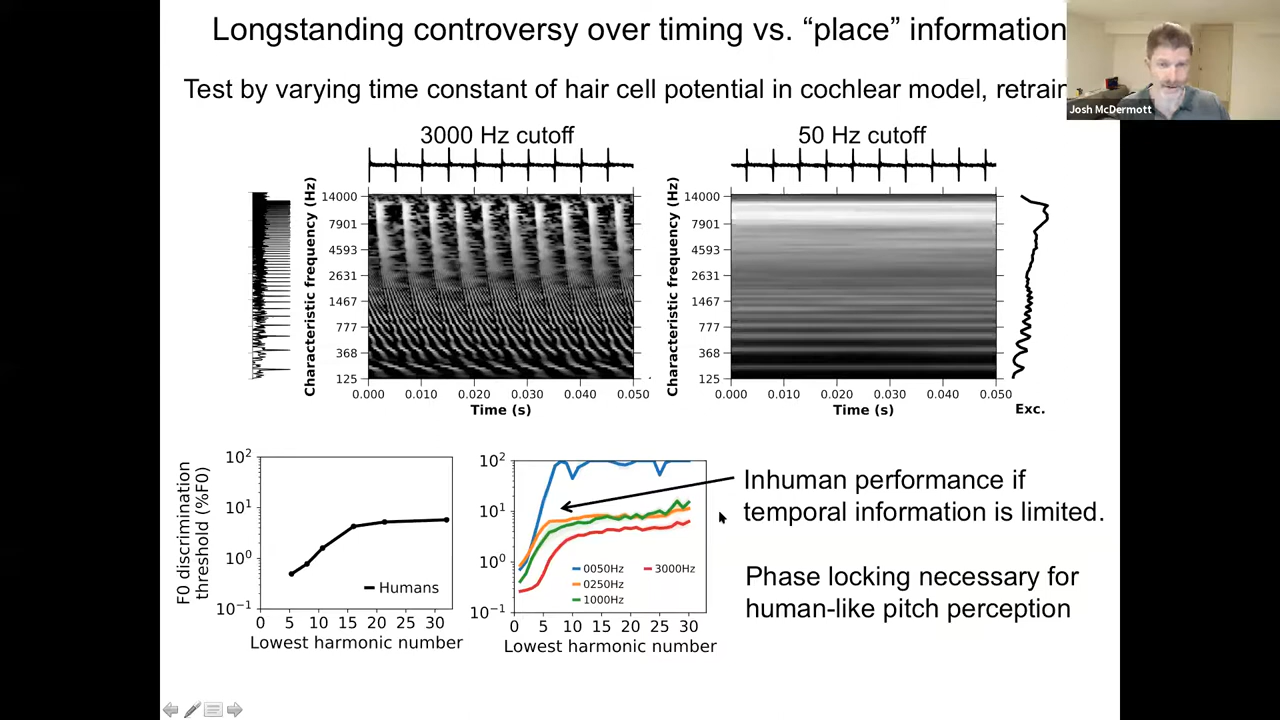 Longstanding controversy over timing vs. “place” information
Test by varying time constant of hair cell potential in cochlear model, retrain
Josh McDermott
3000 Hz cutoff
50 Hz cutoff
Characteristic frequency (Hz)
14000
7901
4593
2631
1467
777
368
125
0.000 0.010 0.020 0.030 0.040 0.050
Time (s)
Characteristic frequency (Hz)
14000
7901
4593
2631
1467
777
368
125
0.000 0.010 0.020 0.030 0.040 0.050
Time (s)
Exc.
F0 discrimination
threshold (%F0)
10²
10¹
10⁰
10⁻¹
Humans
0 5 10 15 20 25 30
Lowest harmonic number
10²
10¹
10⁰
10⁻¹
0050Hz 3000Hz
0250Hz
1000Hz
0 5 10 15 20 25 30
Lowest harmonic number
Inhuman performance if
temporal information is limited.
Phase locking necessary for
human-like pitch perception